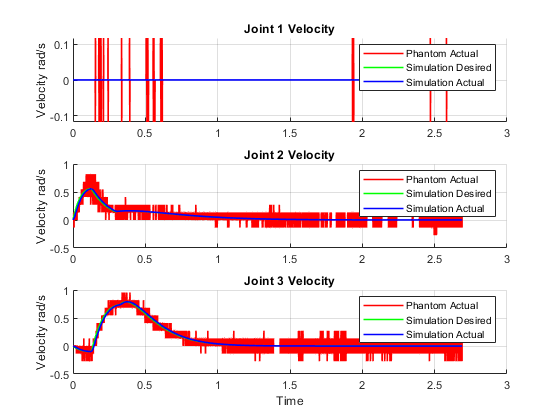 Joint 1 Velocity
Velocity rad/s
0.1
0
-0.1
0
0.5
1
1.5
2
2.5
3
Phantom Actual
Simulation Desired
Simulation Actual
Joint 2 Velocity
Velocity rad/s
1
0.5
0
-0.5
0
0.5
1
1.5
2
2.5
3
Phantom Actual
Simulation Desired
Simulation Actual
Joint 3 Velocity
Velocity rad/s
1
0.5
0
-0.5
0
0.5
1
1.5
2
2.5
3
Phantom Actual
Simulation Desired
Simulation Actual
Time